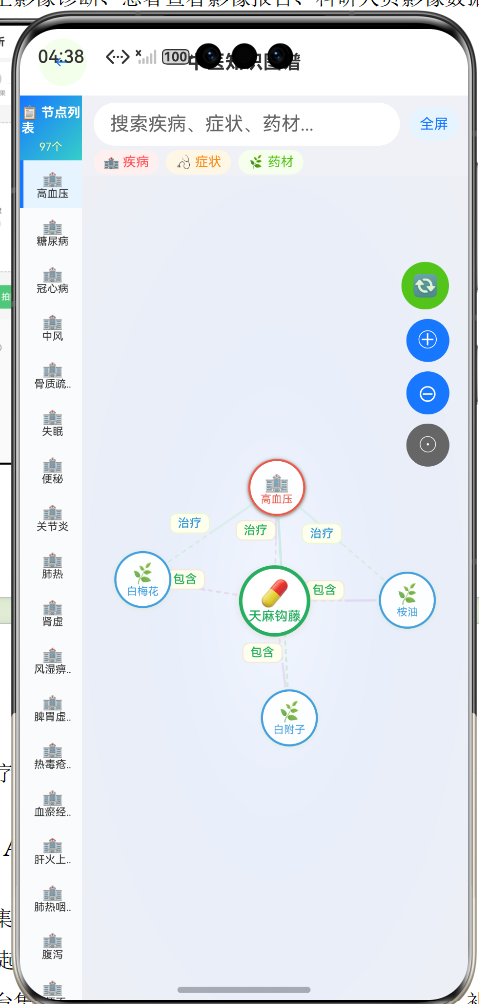 04:38
100
中医知识图谱
节点列表
97个
搜索疾病、症状、药材...
全屏
疾病
症状
药材
高血压
糖尿病
冠心病
中风
骨质疏..
失眠
便秘
关节炎
肺热
肾虚
风湿痹..
脾胃虚..
热毒疮..
血瘀经..
肝火上..
肺热咽..
腹泻
高血压
治疗
治疗
治疗
白梅花
包含
天麻钩藤
包含
桉油
包含
白附子